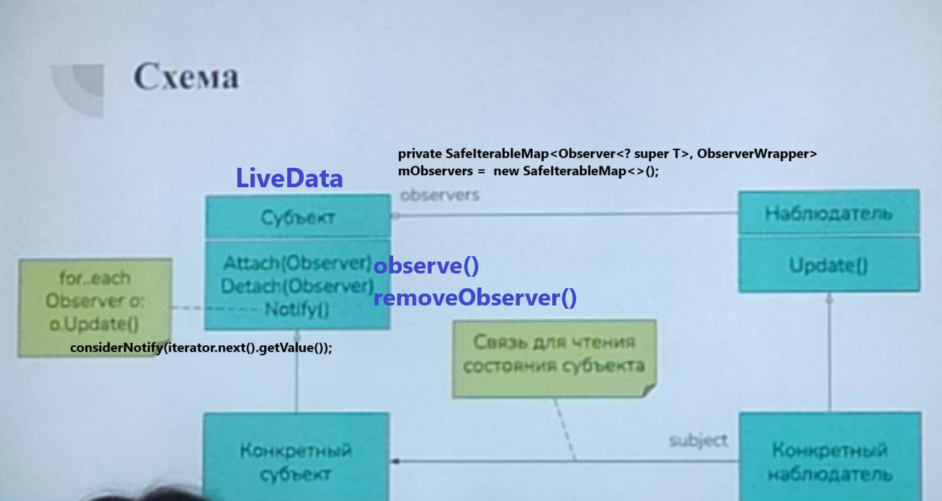 Схема
private SafeIterableMap<Observer<? super T>, ObserverWrapper>
mObservers = new SafeIterableMap<>();
LiveData
observers
Субъект
Наблюдатель
Attach(Observer)
observe()
Detach(Observer)
removeObserver()
Notify()
Update()
for..each
Observer o:
o.Update()
considerNotify(iterator.next().getValue());
Связь для чтения
состояния субъекта
subject
Конкретный
субъект
Конкретный
наблюдатель